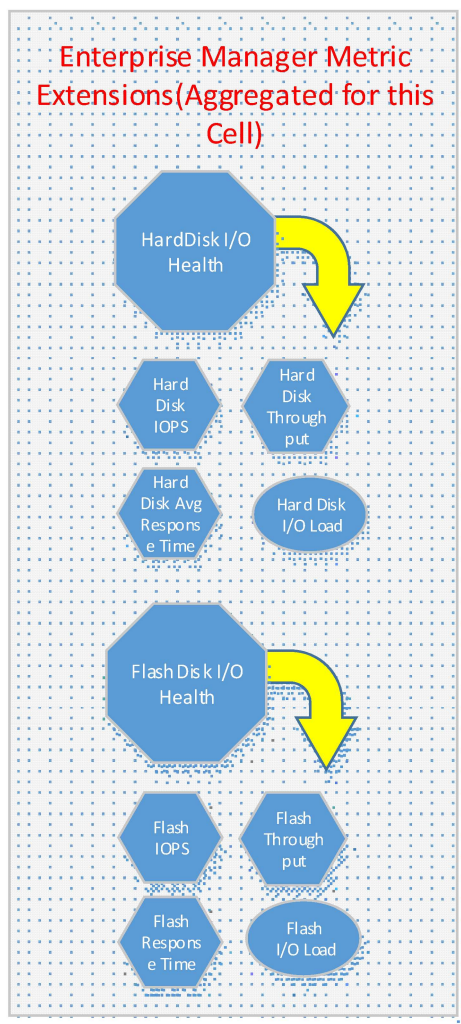 Enterprise Manager Metric
Extensions(Aggregated for this
Cell)
HardDisk I/O
Health
Hard
Disk
IOPS
Hard
Disk
Through
put
Hard
Disk Avg
Respons
e Time
Hard Disk
I/O Load
Flash Disk I/O
Health
Flash
IOPS
Flash
Through
put
Flash
Respons
e Time
Flash
I/O Load